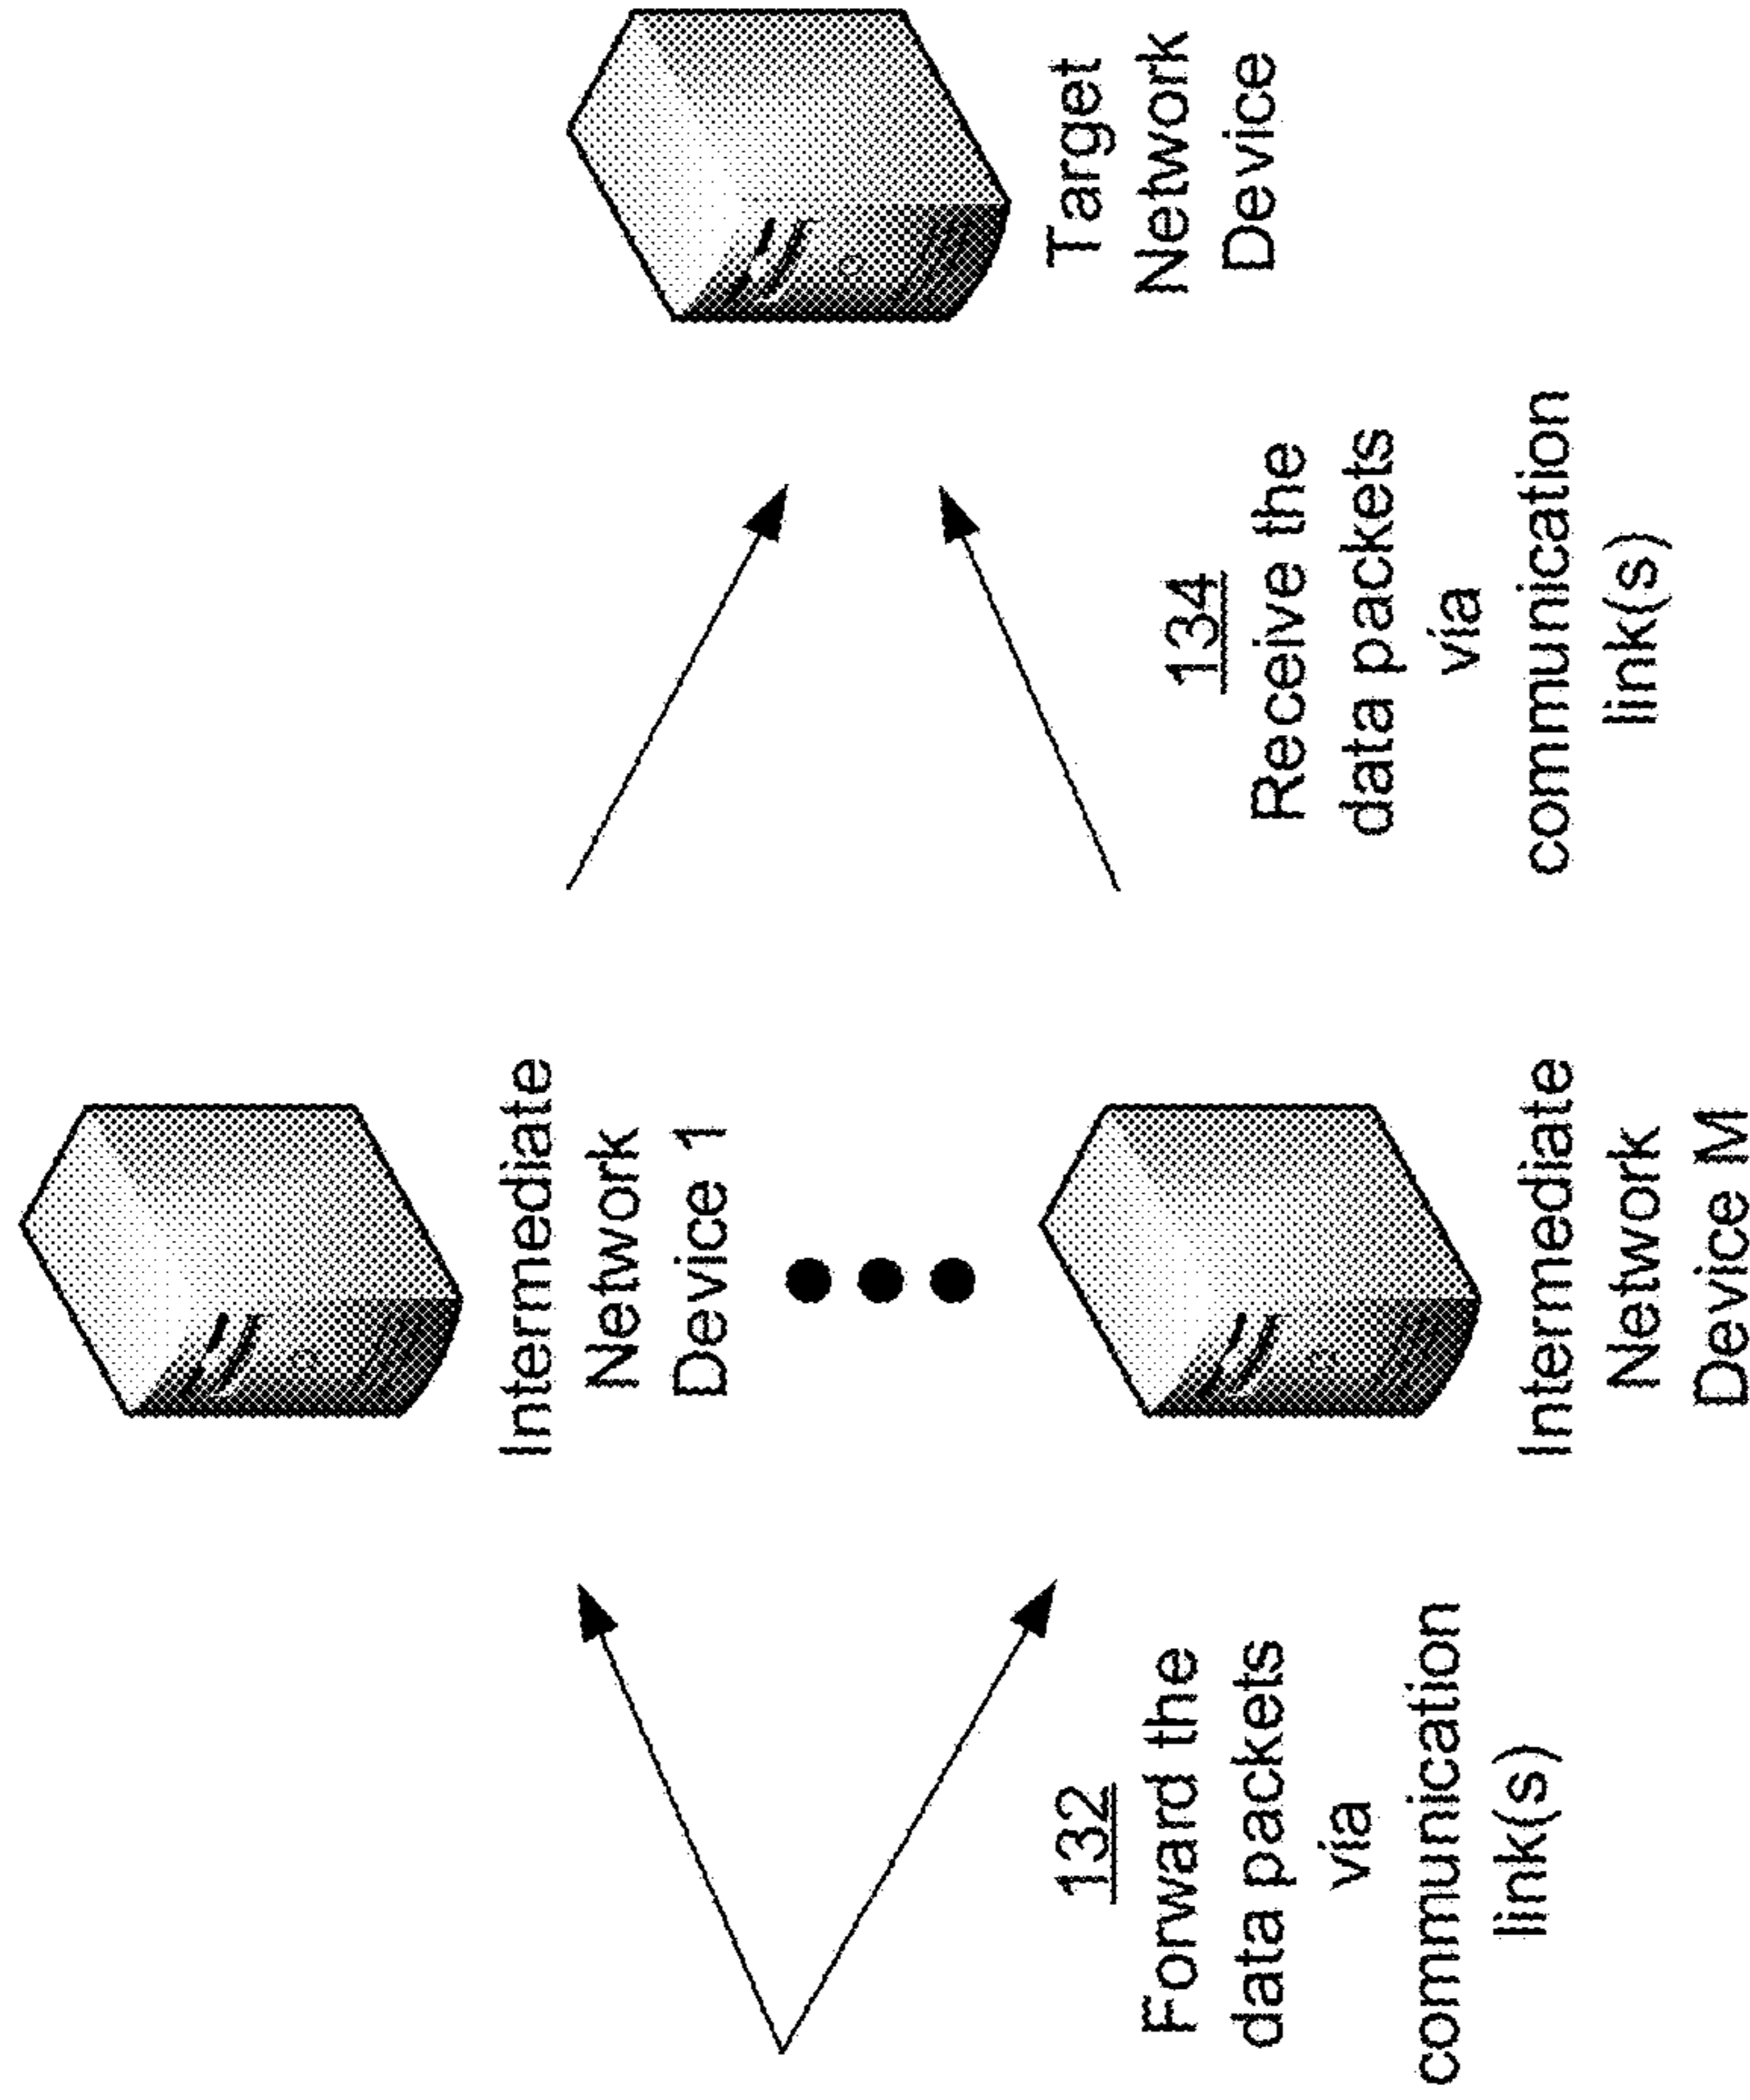 132
Forward the
data packets
via
communication
link(s)
Intermediate
Network
Device 1
Intermediate
Network
Device M
134
Receive the
data packets
via
communication
link(s)
Target
Network
Device